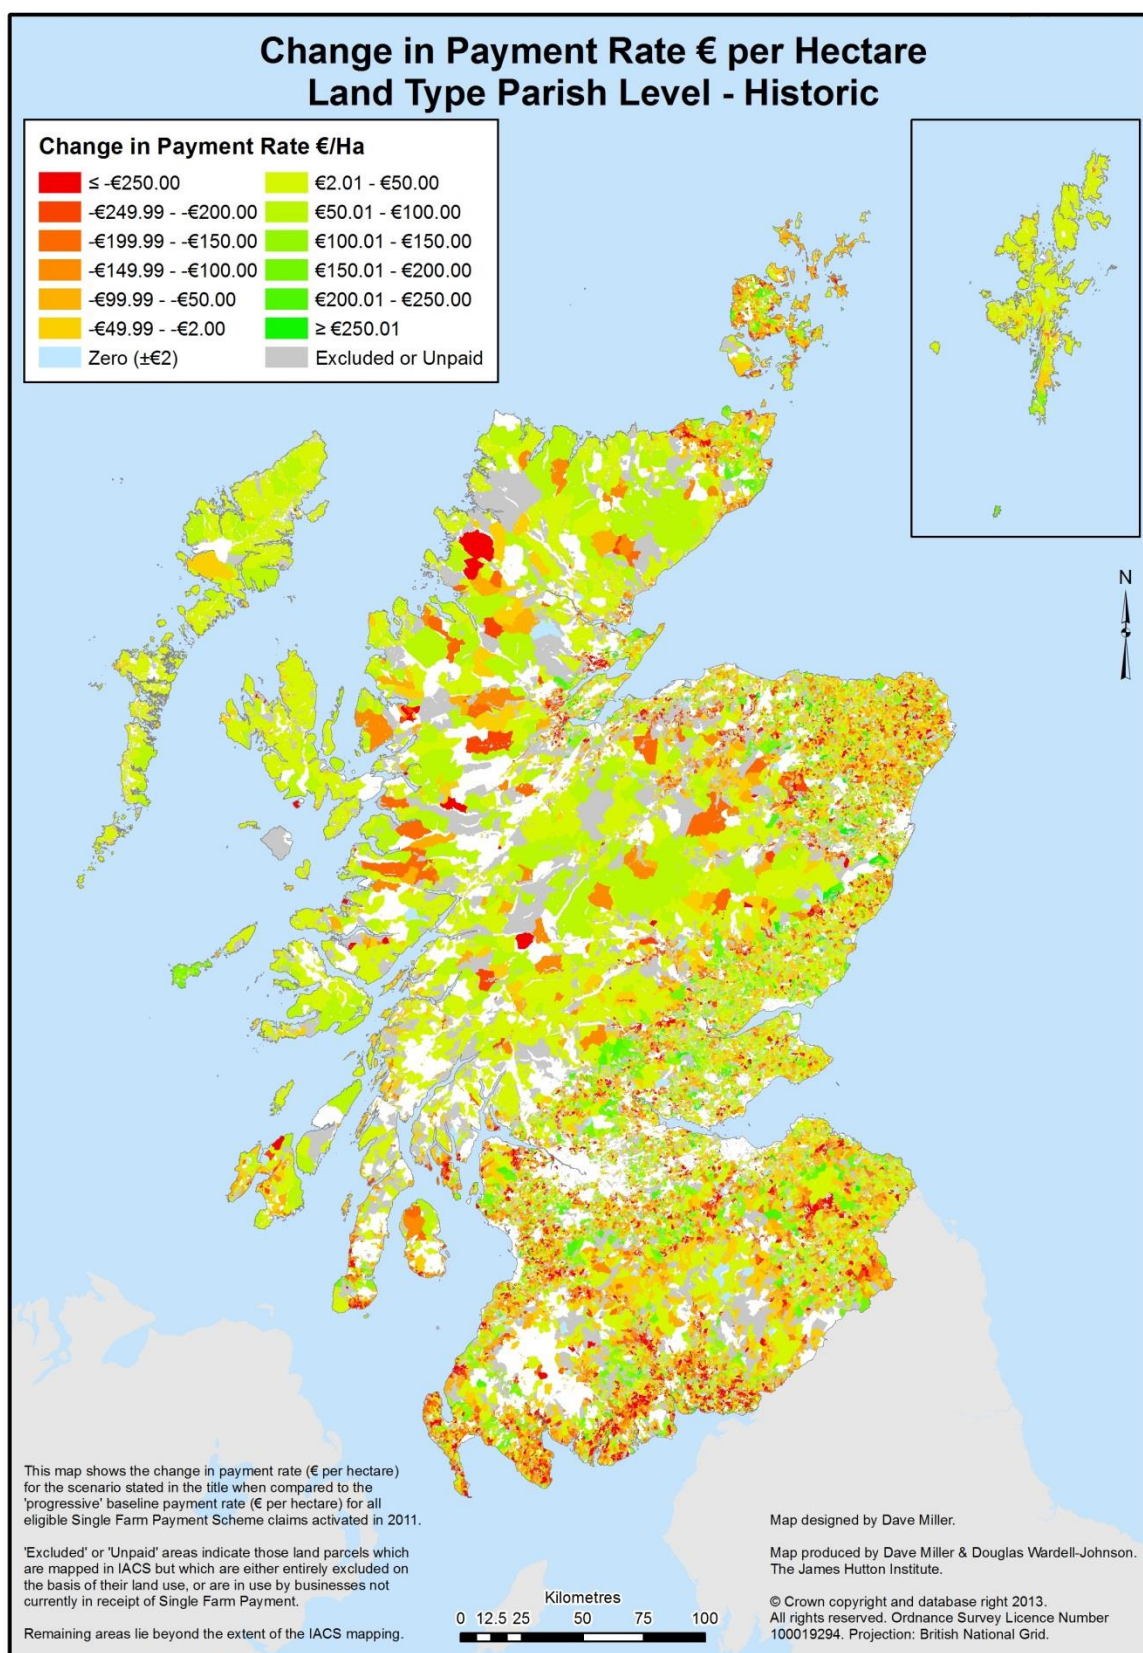 Change in Payment Rate € per Hectare
Land Type Parish Level - Historic
Change in Payment Rate €/Ha
≤ -€250.00
-€249.99 - -€200.00
-€199.99 - -€150.00
-€149.99 - -€100.00
-€99.99 - -€50.00
-€49.99 - -€2.00
Zero (±€2)
€2.01 - €50.00
€50.01 - €100.00
€100.01 - €150.00
€150.01 - €200.00
€200.01 - €250.00
≥ €250.01
Excluded or Unpaid
N
This map shows the change in payment rate (€ per hectare)
for the scenario stated in the title when compared to the
'progressive' baseline payment rate (€ per hectare) for all
eligible Single Farm Payment Scheme claims activated in 2011.
'Excluded' or 'Unpaid' areas indicate those land parcels which
are mapped in IACS but which are either entirely excluded on
the basis of their land use, or are in use by businesses not
currently in receipt of Single Farm Payment.
Remaining areas lie beyond the extent of the IACS mapping.
Kilometres
0 12.5 25 50 75 100
Map designed by Dave Miller.
Map produced by Dave Miller & Douglas Wardell-Johnson.
The James Hutton Institute.
© Crown copyright and database right 2013.
All rights reserved. Ordnance Survey Licence Number
100019294. Projection: British National Grid.